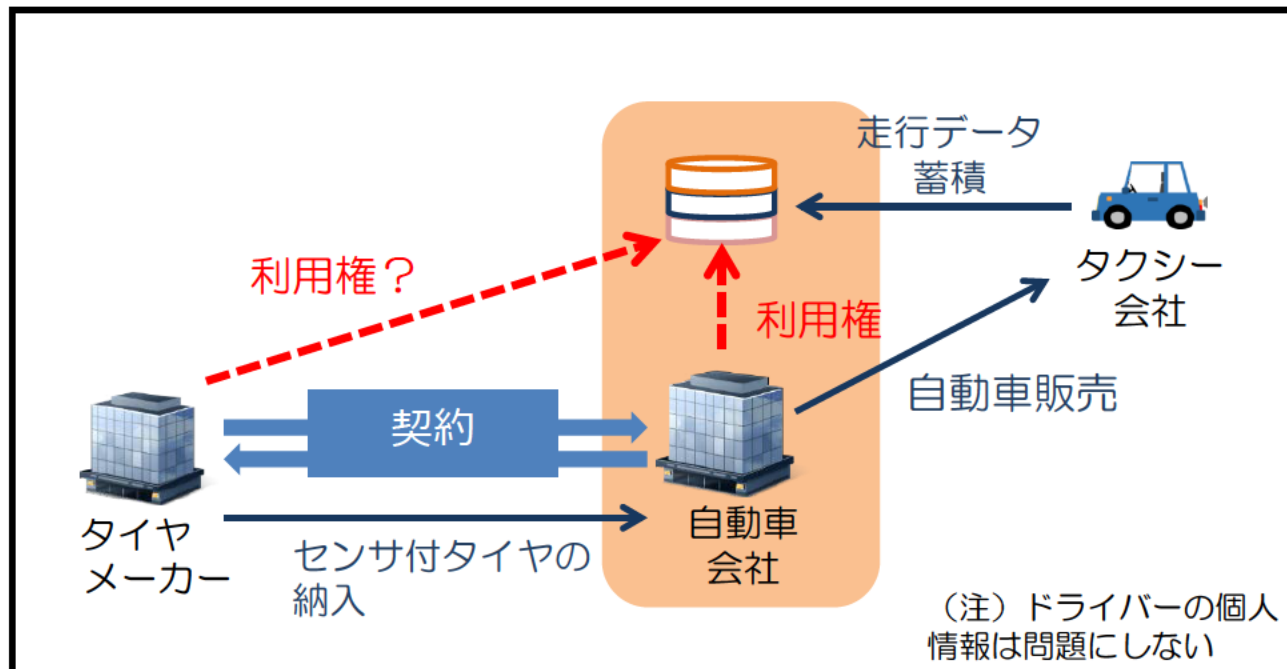 走行データ
蓄積
利用権？
タクシー
会社
利用権
自動車販売
契約
タイヤ
メーカー
センサ付タイヤの
納入
自動車
会社
（注）ドライバーの個人
情報は問題にしない